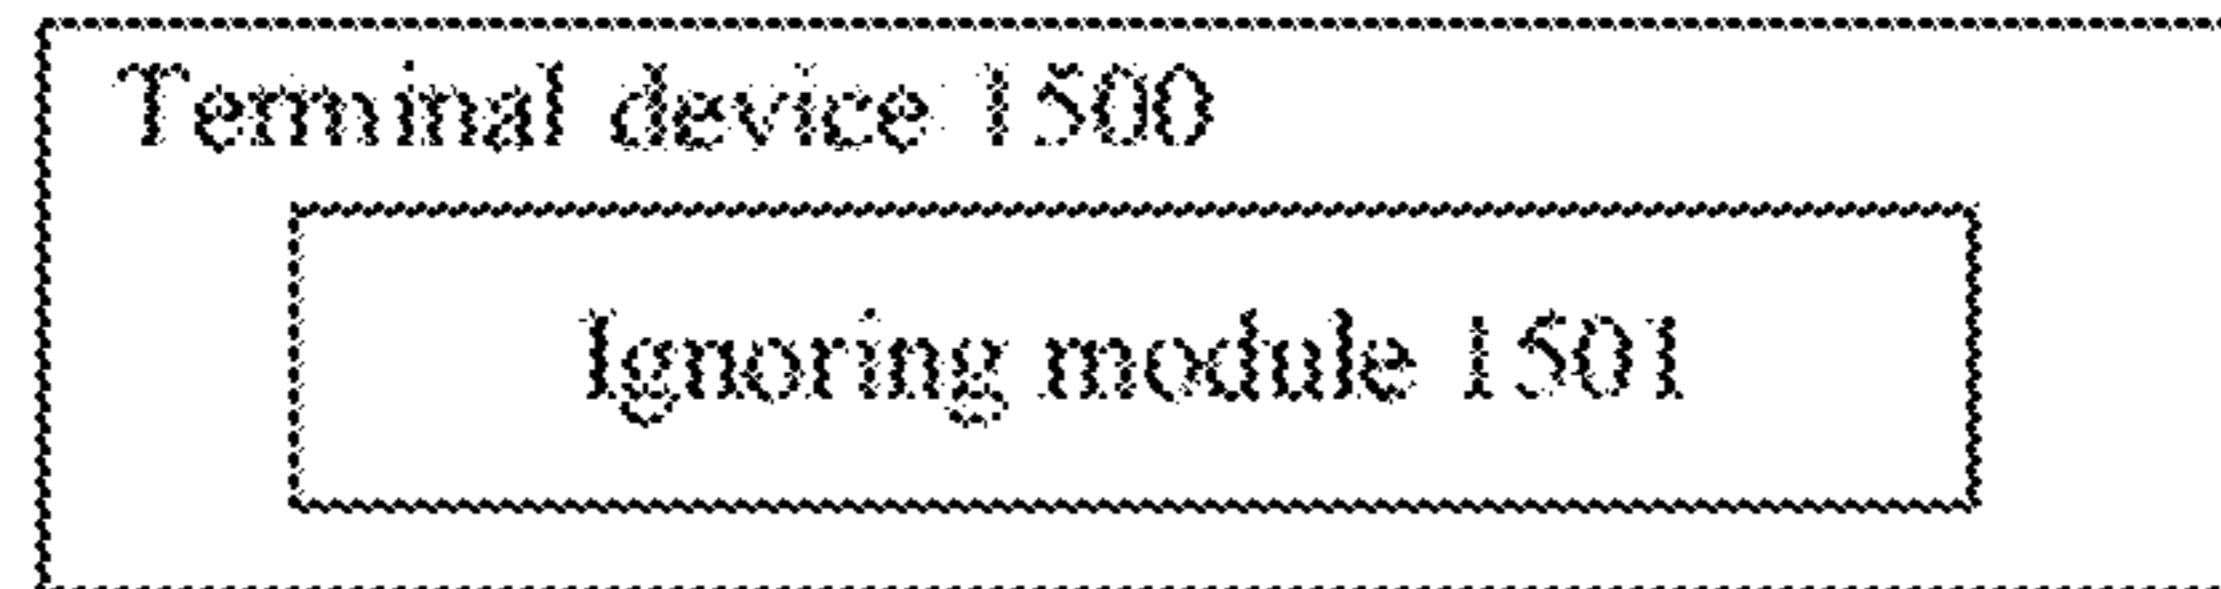 Terminal device 1500
Ignoring module 1501